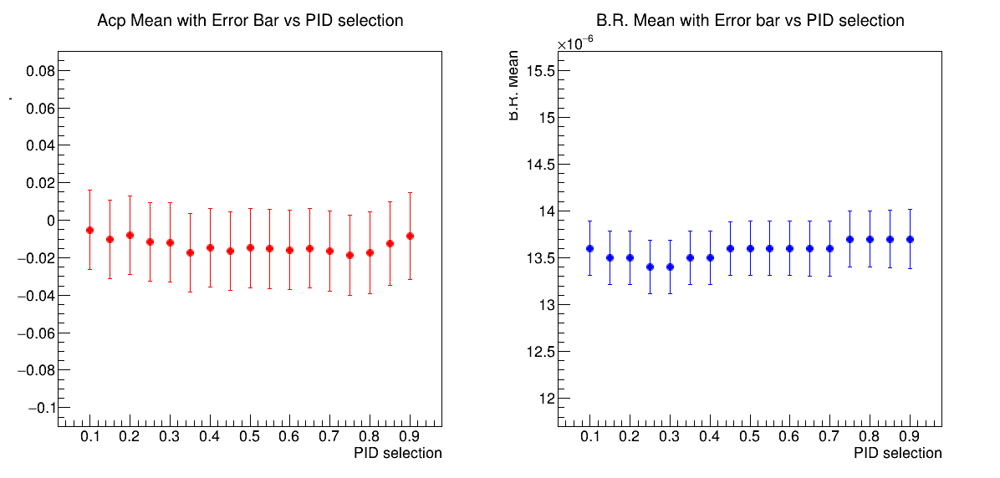 Acp Mean with Error Bar vs PID selection
0.08
0.06
0.04
0.02
0
−0.02
−0.04
−0.06
−0.08
−0.1
0.1 0.2 0.3 0.4 0.5 0.6 0.7 0.8 0.9
PID selection
B.R. Mean with Error bar vs PID selection
×10⁻⁶
B.R. Mean
15.5
15
14.5
14
13.5
13
12.5
12
0.1 0.2 0.3 0.4 0.5 0.6 0.7 0.8 0.9
PID selection